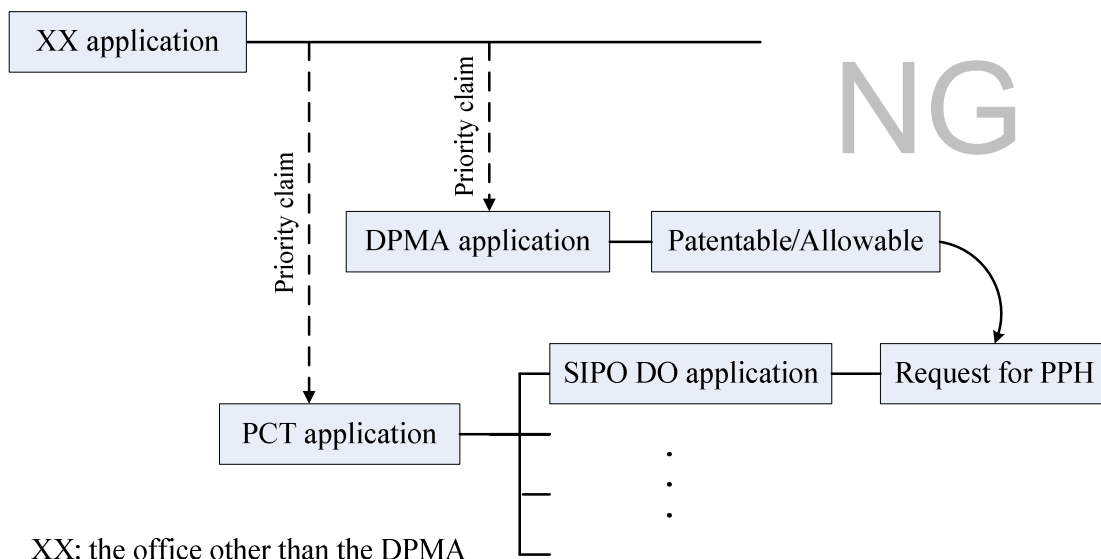 XX application
NG
Priority claim
Priority claim
DPMA application
Patentable/Allowable
SIPO DO application
Request for PPH
PCT application
XX: the office other than the DPMA